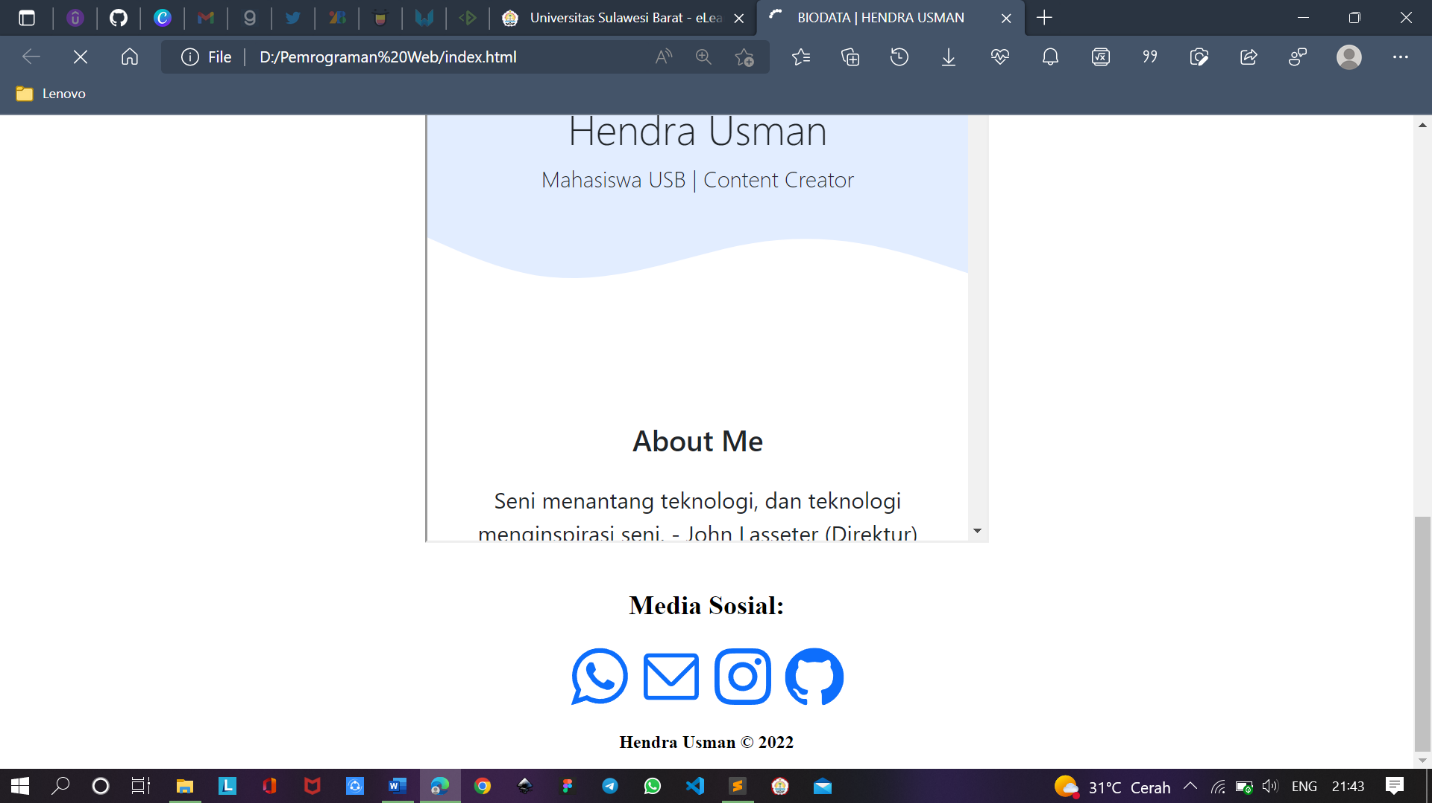 Universitas Sulawesi Barat - eLea
BIODATA | HENDRA USMAN
File
D:/Pemrograman%20Web/index.html
Lenovo
Hendra Usman
Mahasiswa USB | Content Creator
About Me
Seni menantang teknologi, dan teknologi
menginspirasi seni. - John Lasseter (Direktur)
Media Sosial:
Hendra Usman © 2022
31°C Cerah
ENG
21:43